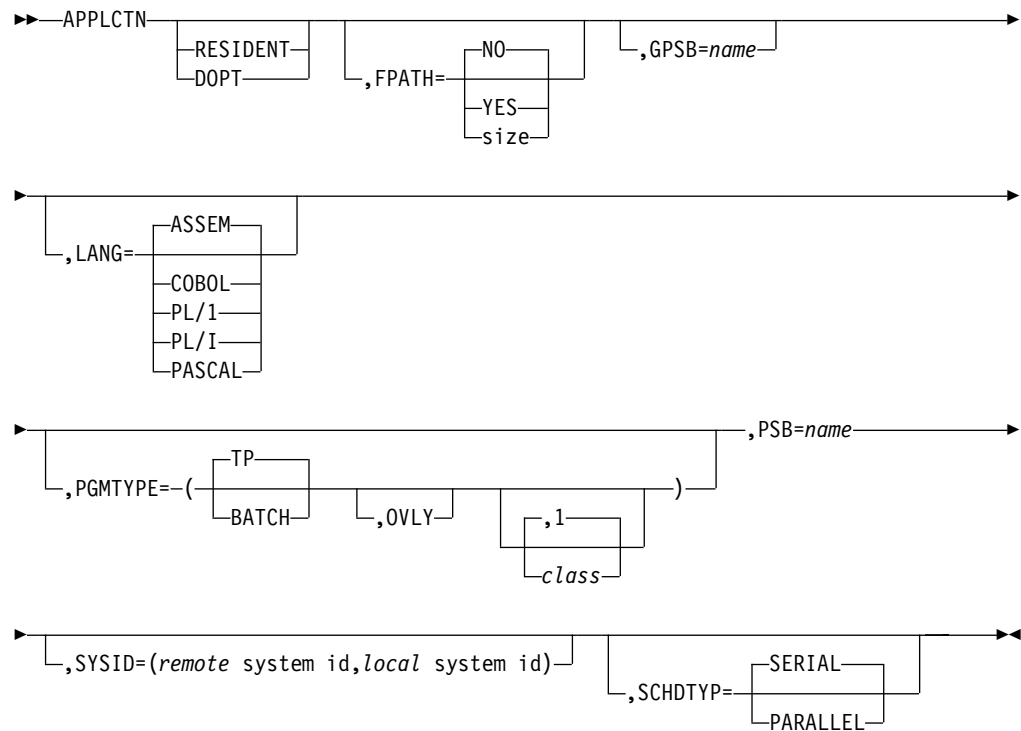 APPLCTN
RESIDENT
DOPT
,FPATH=
NO
YES
size
,GPSB=name
,LANG=
ASSEM
COBOL
PL/1
PL/I
PASCAL
,PGMTYPE=(
TP
BATCH
,OVLY
,1
class
)
,PSB=name
,SYSID=(remote system id,local system id)
,SCHDTYP=
SERIAL
PARALLEL